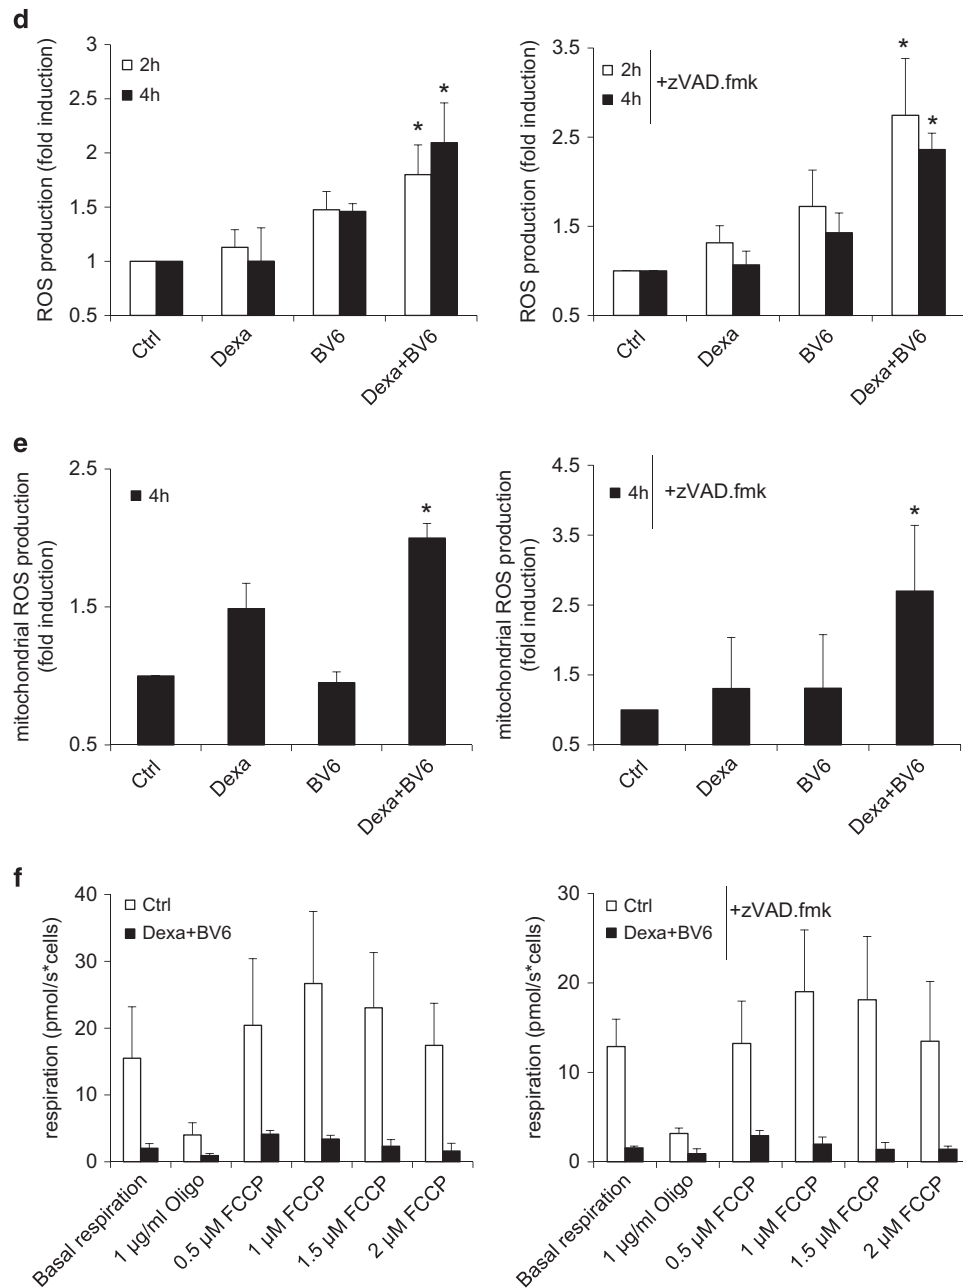 d
ROS production (fold induction)
3
2.5
2
1.5
1
0.5
2h
4h
*
*
Ctrl
Dexa
BV6
Dexa+BV6
ROS production (fold induction)
3.5
2.5
1.5
0.5
2h
4h
+zVAD.fmk
*
*
Ctrl
Dexa
BV6
Dexa+BV6
e
mitochondrial ROS production
(fold induction)
2.5
1.5
0.5
4h
*
Ctrl
Dexa
BV6
Dexa+BV6
mitochondrial ROS production
(fold induction)
4.5
3.5
2.5
1.5
0.5
4h
+zVAD.fmk
*
Ctrl
Dexa
BV6
Dexa+BV6
f
respiration (pmol/s*cells)
40
30
20
10
0
Ctrl
Dexa+BV6
Basal respiration
1 µg/ml Oligo
0.5 µM FCCP
1 µM FCCP
1.5 µM FCCP
2 µM FCCP
respiration (pmol/s*cells)
30
20
10
0
Ctrl
Dexa+BV6
+zVAD.fmk
Basal respiration
1 µg/ml Oligo
0.5 µM FCCP
1 µM FCCP
1.5 µM FCCP
2 µM FCCP